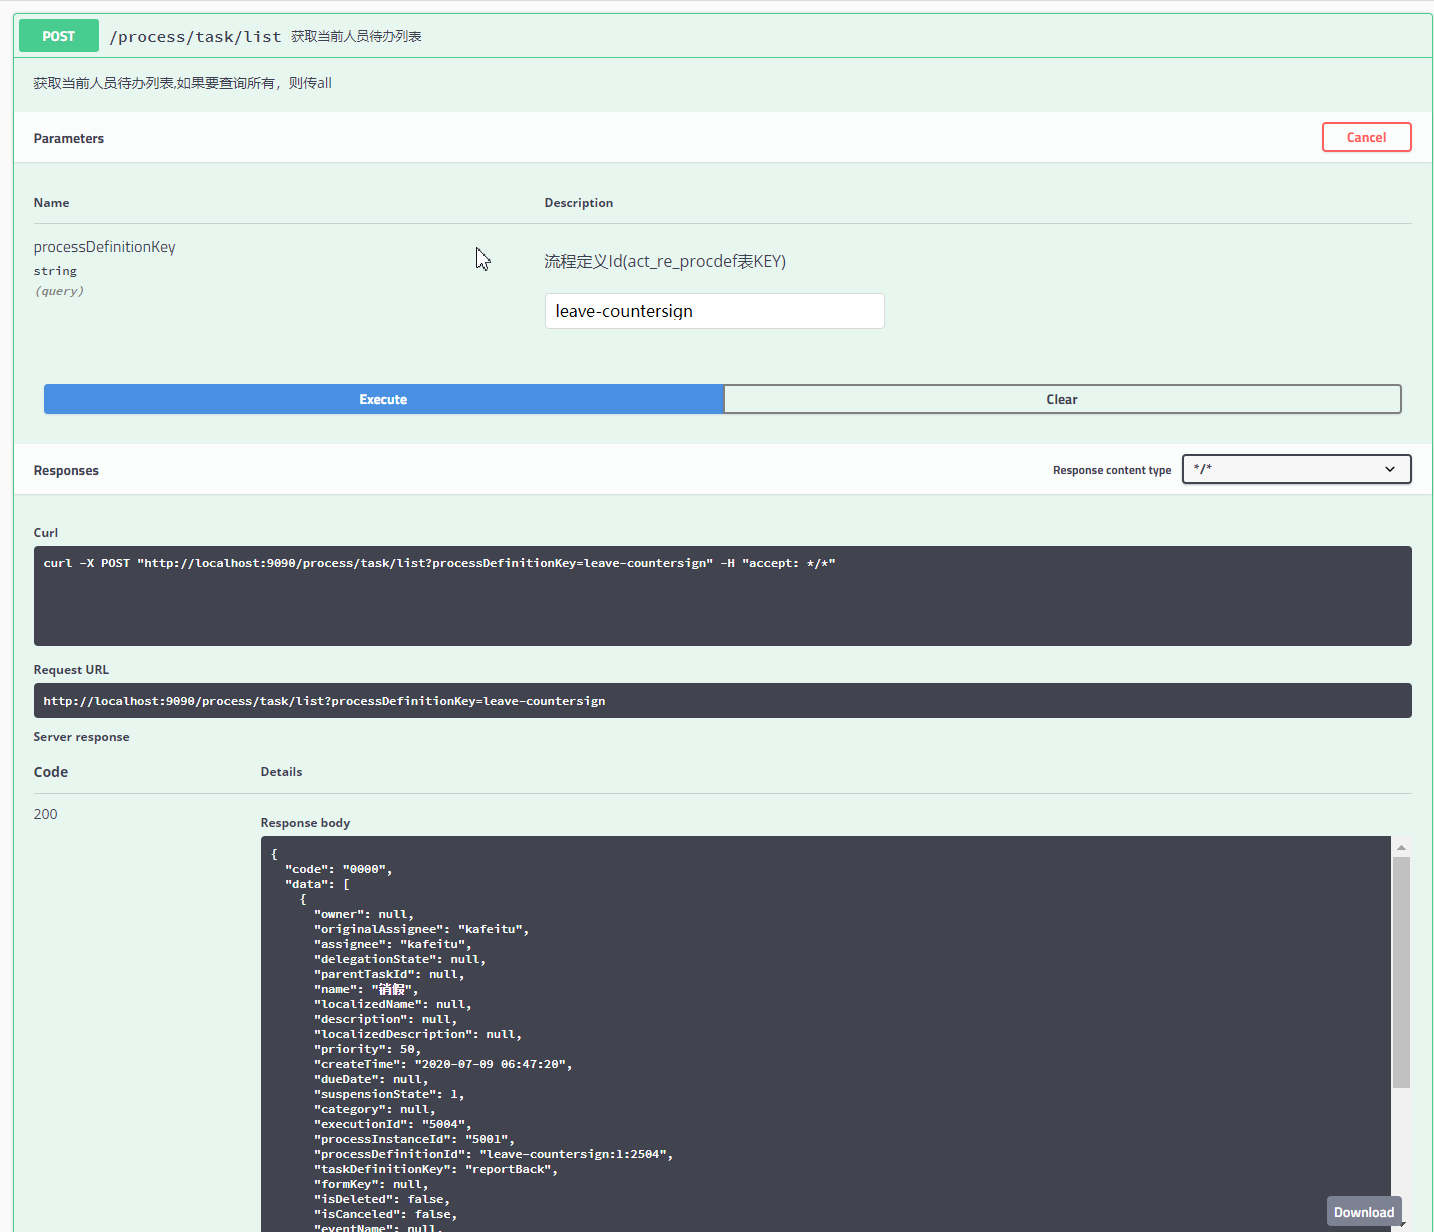 POST /process/task/list 获取当前人员待办列表
获取当前人员待办列表,如果要查询所有，则传all
Parameters
Cancel
Name Description
processDefinitionKey
string
(query)
流程定义Id(act_re_procdef表KEY)
leave-countersign
Execute Clear
Responses Response content type */*
Curl
curl -X POST "http://localhost:9090/process/task/list?processDefinitionKey=leave-countersign" -H "accept: */*"
Request URL
http://localhost:9090/process/task/list?processDefinitionKey=leave-countersign
Server response
Code Details
200
Response body
{
"code": "0000",
"data": [
{
"owner": null,
"originalAssignee": "kafeitu",
"assignee": "kafeitu",
"delegationState": null,
"parentTaskId": null,
"name": "销假",
"localizedName": null,
"description": null,
"localizedDescription": null,
"priority": 50,
"createTime": "2020-07-09 06:47:20",
"dueDate": null,
"suspensionState": 1,
"category": null,
"executionId": "5004",
"processInstanceId": "5001",
"processDefinitionId": "leave-countersign:1:2504",
"taskDefinitionKey": "reportBack",
"formKey": null,
"isDeleted": false,
"isCanceled": false,
"eventName": null,
Download